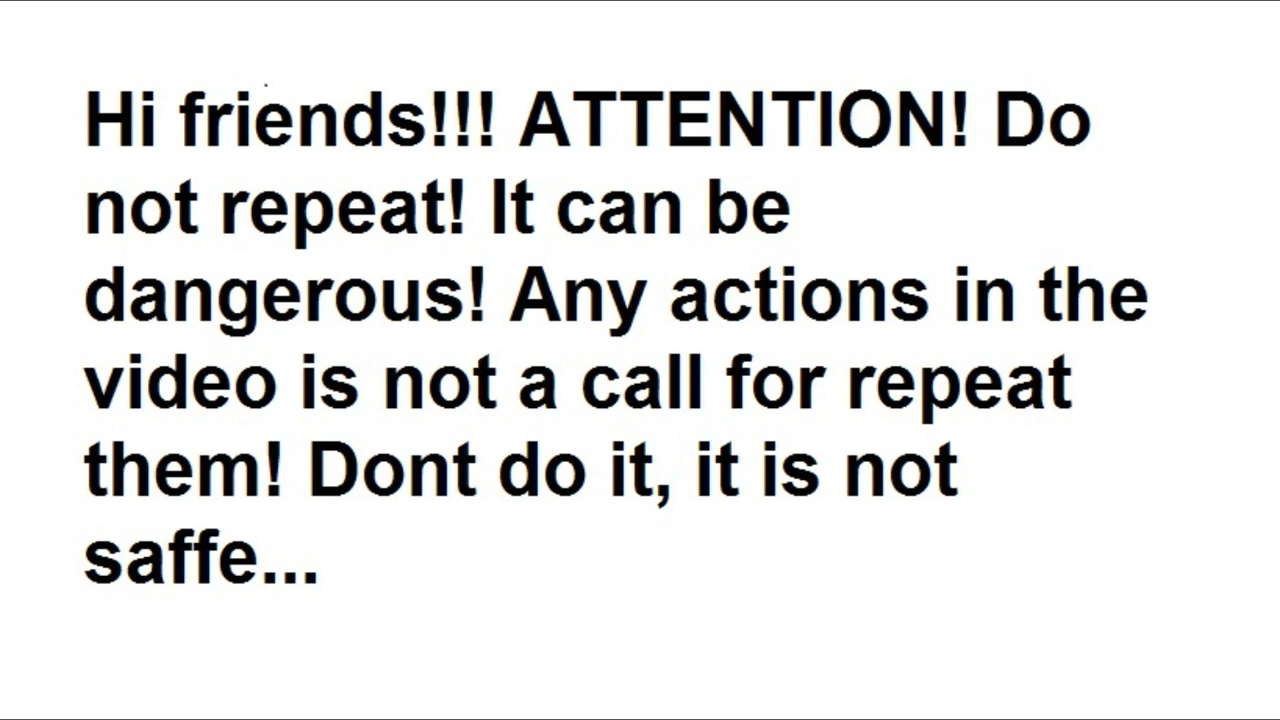 Hi friends!!! ATTENTION! Do
not repeat! It can be
dangerous! Any actions in the
video is not a call for repeat
them! Dont do it, it is not
saffe...